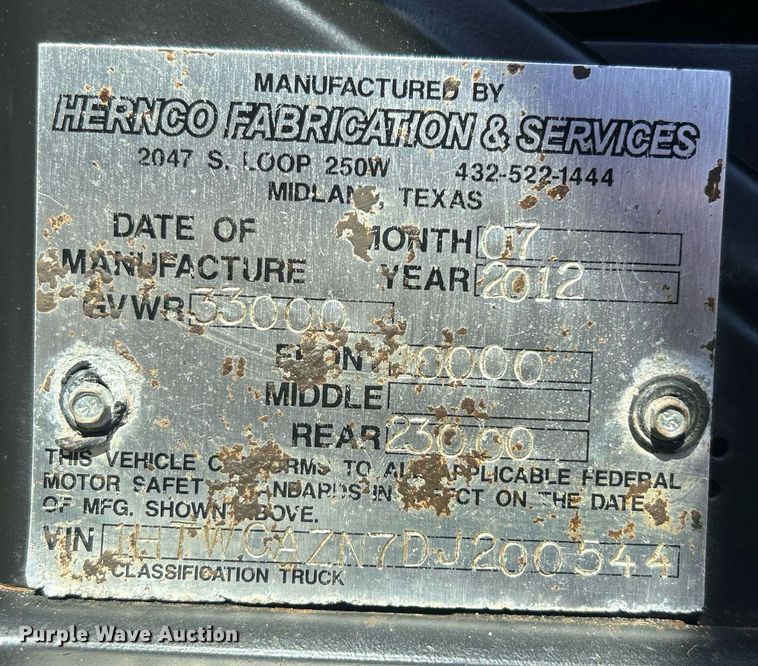 MANUFACTURED BY
HERNCO FABRICATION & SERVICES
2047 S. LOOP 250W 432-522-1444
MIDLAND, TEXAS
DATE OF MANUFACTURE
MONTH 07
YEAR 2012
GVWR 33000
FRONT 10000
MIDDLE
REAR 23000
THIS VEHICLE CONFORMS TO ALL APPLICABLE FEDERAL
MOTOR SAFETY STANDARDS IN EFFECT ON THE DATE
OF MFG. SHOWN ABOVE.
VIN 1HTWCAZN7DJ200544
CLASSIFICATION TRUCK
Purple Wave Auction